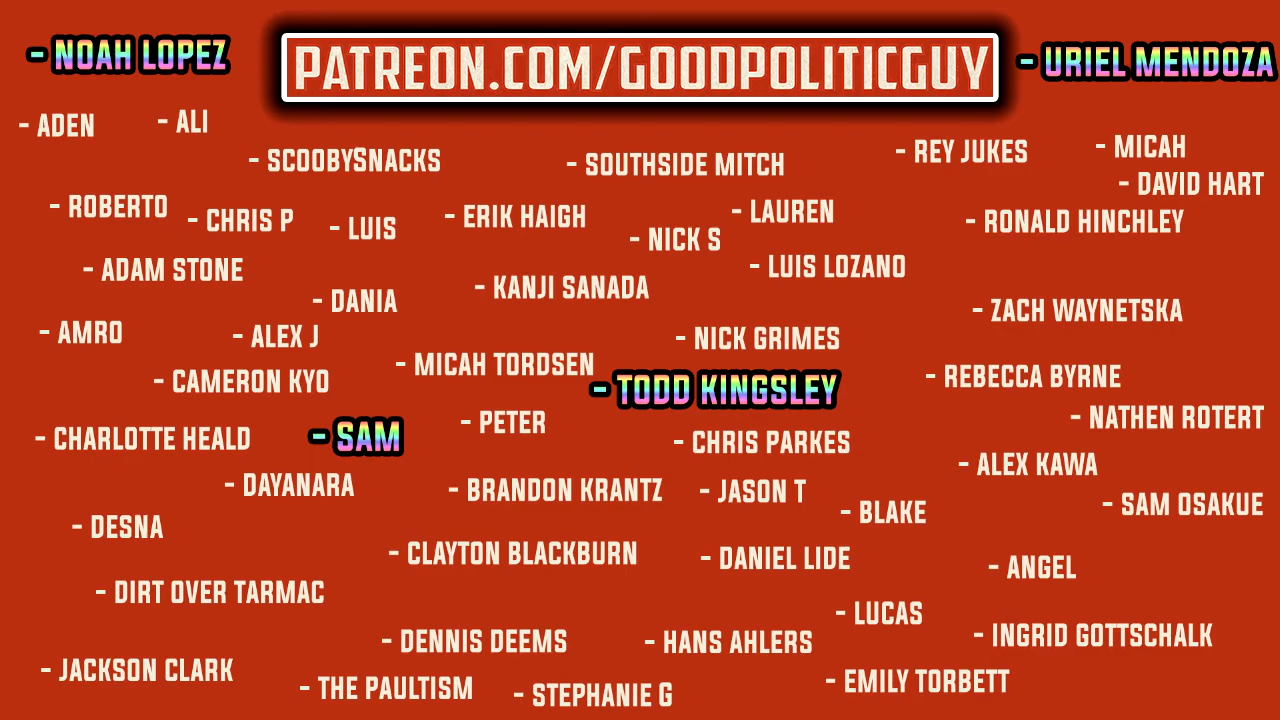 - NOAH LOPEZ
PATREON.COM/GOODPOLITICGUY
- URIEL MENDOZA
- ADEN
- ALI
- SCOOBYSNACKS
- SOUTHSIDE MITCH
- REY JUKES
- MICAH
- DAVID HART
- ROBERTO
- CHRIS P
- LUIS
- ERIK HAIGH
- NICK S
- LAUREN
- RONALD HINCHLEY
- ADAM STONE
- DANIA
- KANJI SANADA
- LUIS LOZANO
- ZACH WAYNETSKA
- AMRO
- ALEX J
- MICAH TORDSEN
- NICK GRIMES
- CAMERON KYO
- TODD KINGSLEY
- REBECCA BYRNE
- NATHEN ROTERT
- CHARLOTTE HEALD
- SAM
- PETER
- CHRIS PARKES
- ALEX KAWA
- DAYANARA
- BRANDON KRANTZ
- JASON T
- BLAKE
- SAM OSAKUE
- DESNA
- CLAYTON BLACKBURN
- DANIEL LIDE
- ANGEL
- DIRT OVER TARMAC
- LUCAS
- DENNIS DEEMS
- HANS AHLERS
- INGRID GOTTSCHALK
- JACKSON CLARK
- THE PAULTISM
- STEPHANIE G
- EMILY TORBETT